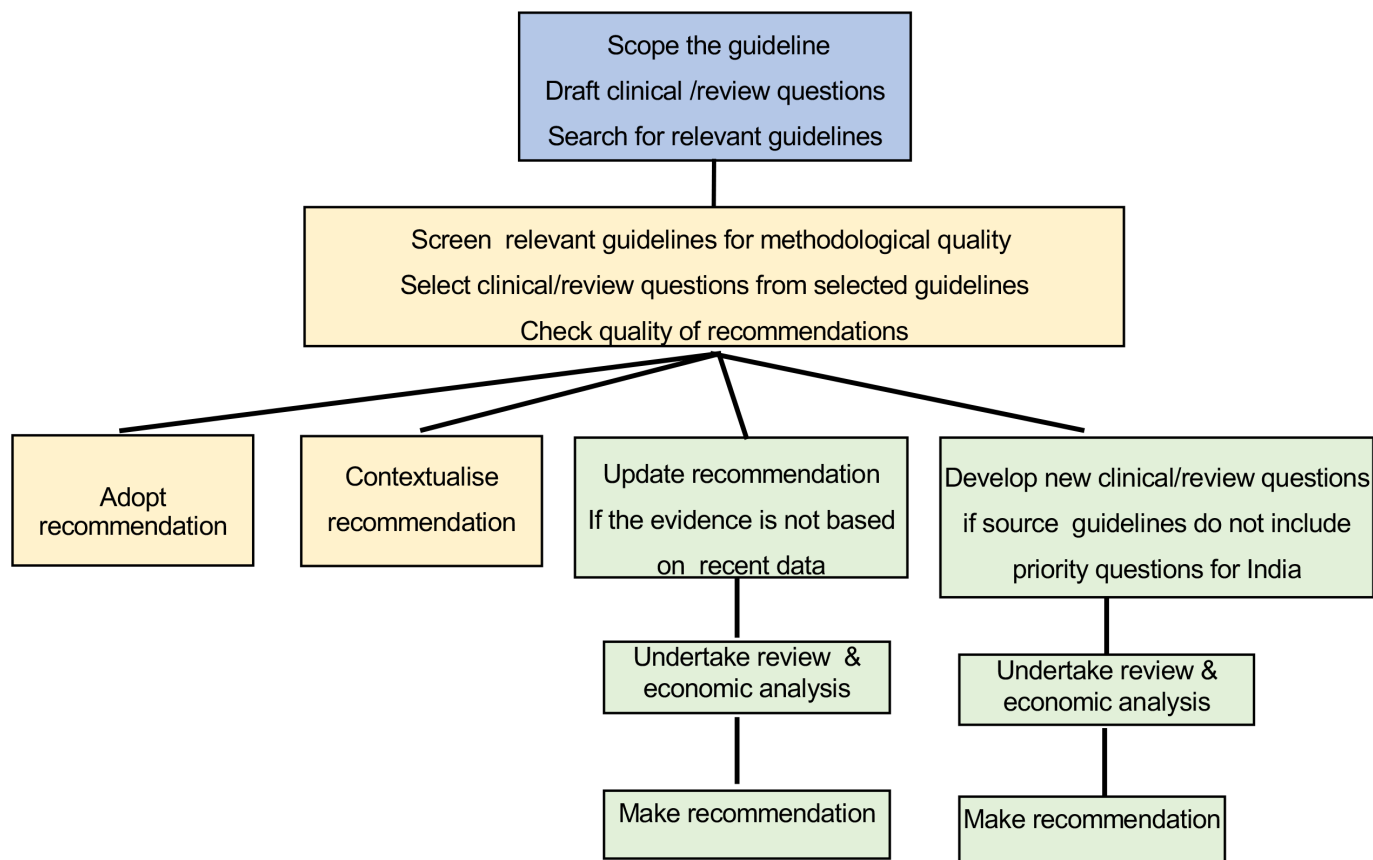 Scope the guideline
Draft clinical /review questions
Search for relevant guidelines
Screen relevant guidelines for methodological quality
Select clinical/review questions from selected guidelines
Check quality of recommendations
Adopt
recommendation
Contextualise
recommendation
Update recommendation
If the evidence is not based
on recent data
Develop new clinical/review questions
if source guidelines do not include
priority questions for India
Undertake review &
economic analysis
Undertake review &
economic analysis
Make recommendation
Make recommendation